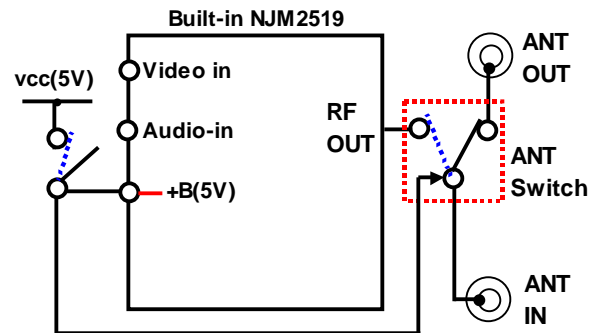 Built-in NJM2519
vcc(5V)
Video in
Audio-in
+B(5V)
RF
OUT
ANT
OUT
ANT
Switch
ANT
IN